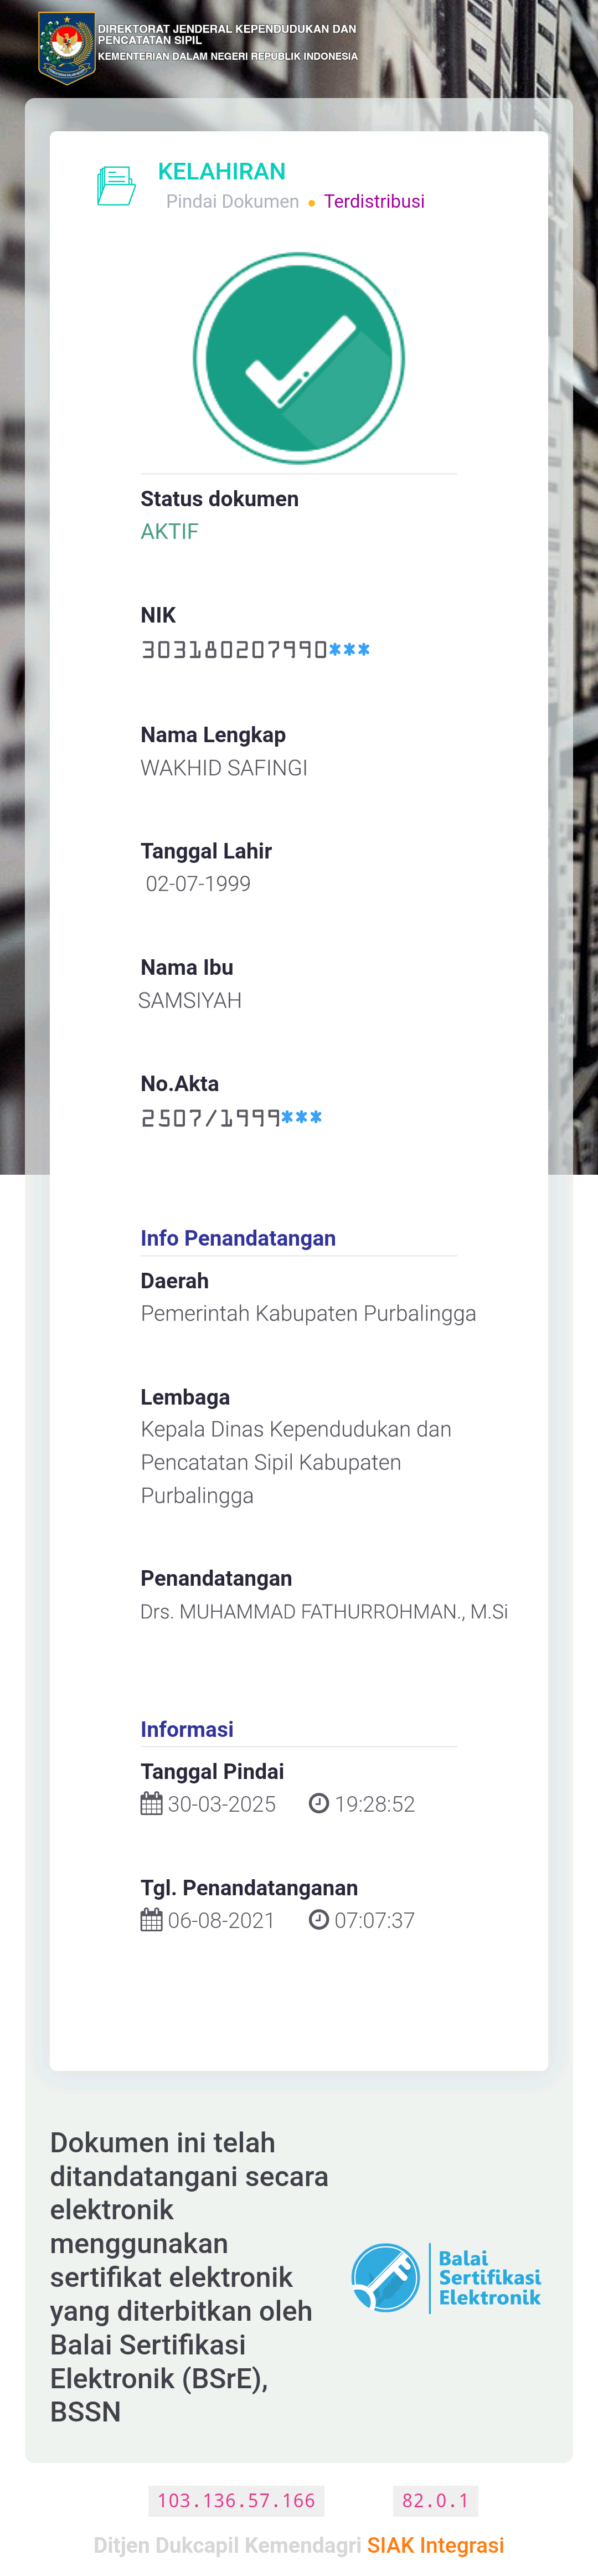 DIREKTORAT JENDERAL KEPENDUDUKAN DAN
PENCATATAN SIPIL
KEMENTERIAN DALAM NEGERI REPUBLIK INDONESIA
KELAHIRAN
Pindai Dokumen • Terdistribusi
Status dokumen
AKTIF
NIK
303180207990***
Nama Lengkap
WAKHID SAFINGI
Tanggal Lahir
02-07-1999
Nama Ibu
SAMSIYAH
No.Akta
2507/1999***
Info Penandatangan
Daerah
Pemerintah Kabupaten Purbalingga
Lembaga
Kepala Dinas Kependudukan dan
Pencatatan Sipil Kabupaten
Purbalingga
Penandatangan
Drs. MUHAMMAD FATHURROHMAN., M.Si
Informasi
Tanggal Pindai
30-03-2025 19:28:52
Tgl. Penandatanganan
06-08-2021 07:07:37
Dokumen ini telah
ditandatangani secara
elektronik
menggunakan
sertifikat elektronik
yang diterbitkan oleh
Balai Sertifikasi
Elektronik (BSrE),
BSSN
Balai
Sertifikasi
Elektronik
103.136.57.166 82.0.1
Ditjen Dukcapil Kemendagri SIAK Integrasi